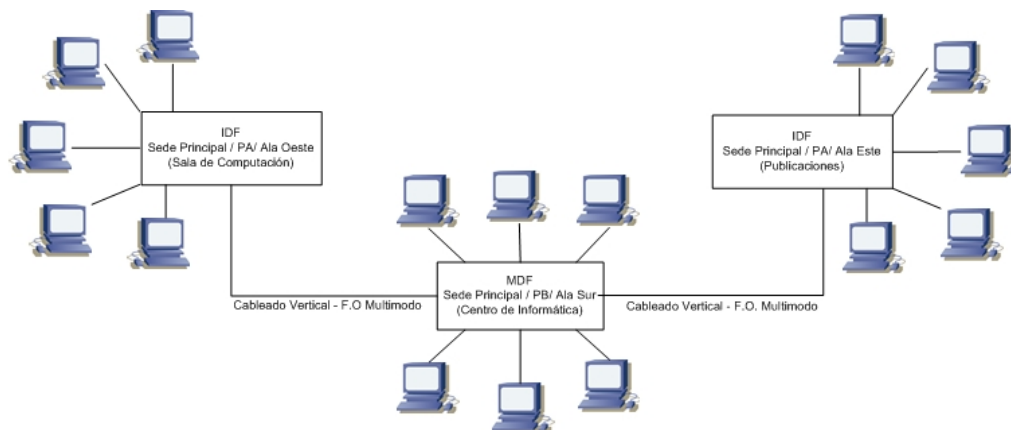 IDF
Sede Principal / PA/ Ala Oeste
(Sala de Computación)
IDF
Sede Principal / PA/ Ala Este
(Publicaciones)
MDF
Sede Principal / PB/ Ala Sur
(Centro de Informática)
Cableado Vertical - F.O Multimodo
Cableado Vertical - F.O. Multimodo